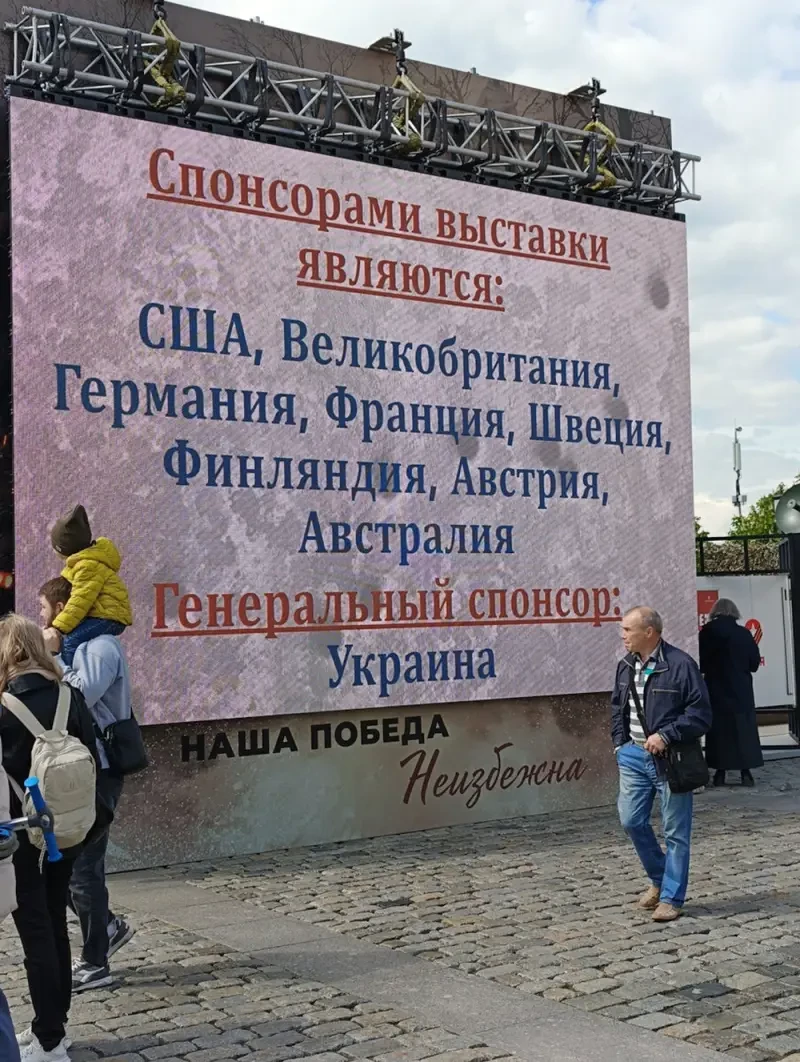 Спонсорами выставки
являются:
США, Великобритания,
Германия, Франция, Швеция,
Финляндия, Австрия,
Австралия
Генеральный спонсор:
Украина
НАША ПОБЕДА
Неизбежна